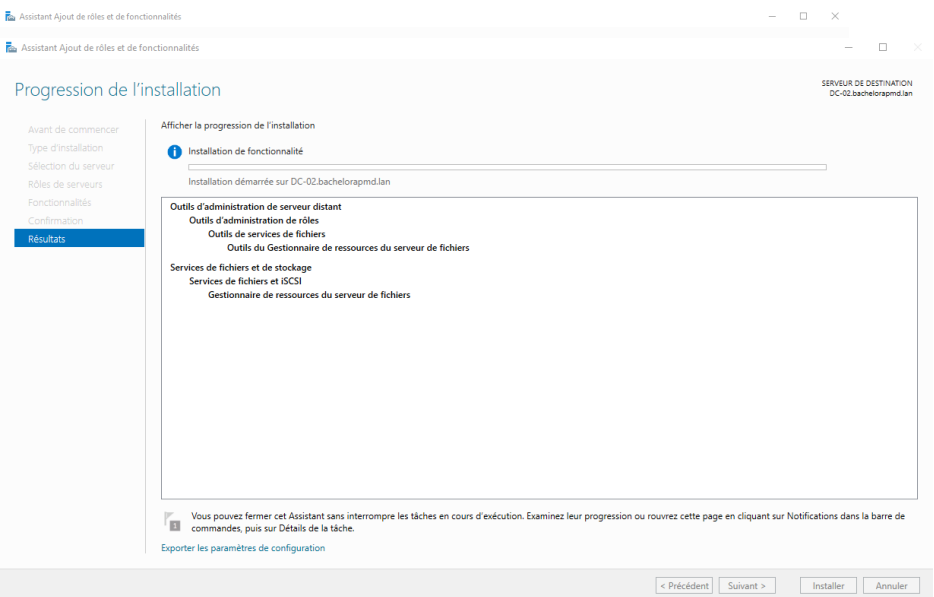 Assistant Ajout de rôles et de fonctionnalités
Assistant Ajout de rôles et de fonctionnalités
Progression de l'installation
SERVEUR DE DESTINATION
DC-02.bachelorapmd.lan
Avant de commencer
Type d'installation
Sélection du serveur
Rôles de serveurs
Fonctionnalités
Confirmation
Résultats
Afficher la progression de l'installation
Installation de fonctionnalité
Installation démarrée sur DC-02.bachelorapmd.lan
Outils d'administration de serveur distant
Outils d'administration de rôles
Outils de services de fichiers
Outils du Gestionnaire de ressources du serveur de fichiers
Services de fichiers et de stockage
Services de fichiers et iSCSI
Gestionnaire de ressources du serveur de fichiers
1
Vous pouvez fermer cet Assistant sans interrompre les tâches en cours d'exécution. Examinez leur progression ou rouvrez cette page en cliquant sur Notifications dans la barre de
commandes, puis sur Détails de la tâche.
Exporter les paramètres de configuration
< Précédent
Suivant >
Installer
Annuler